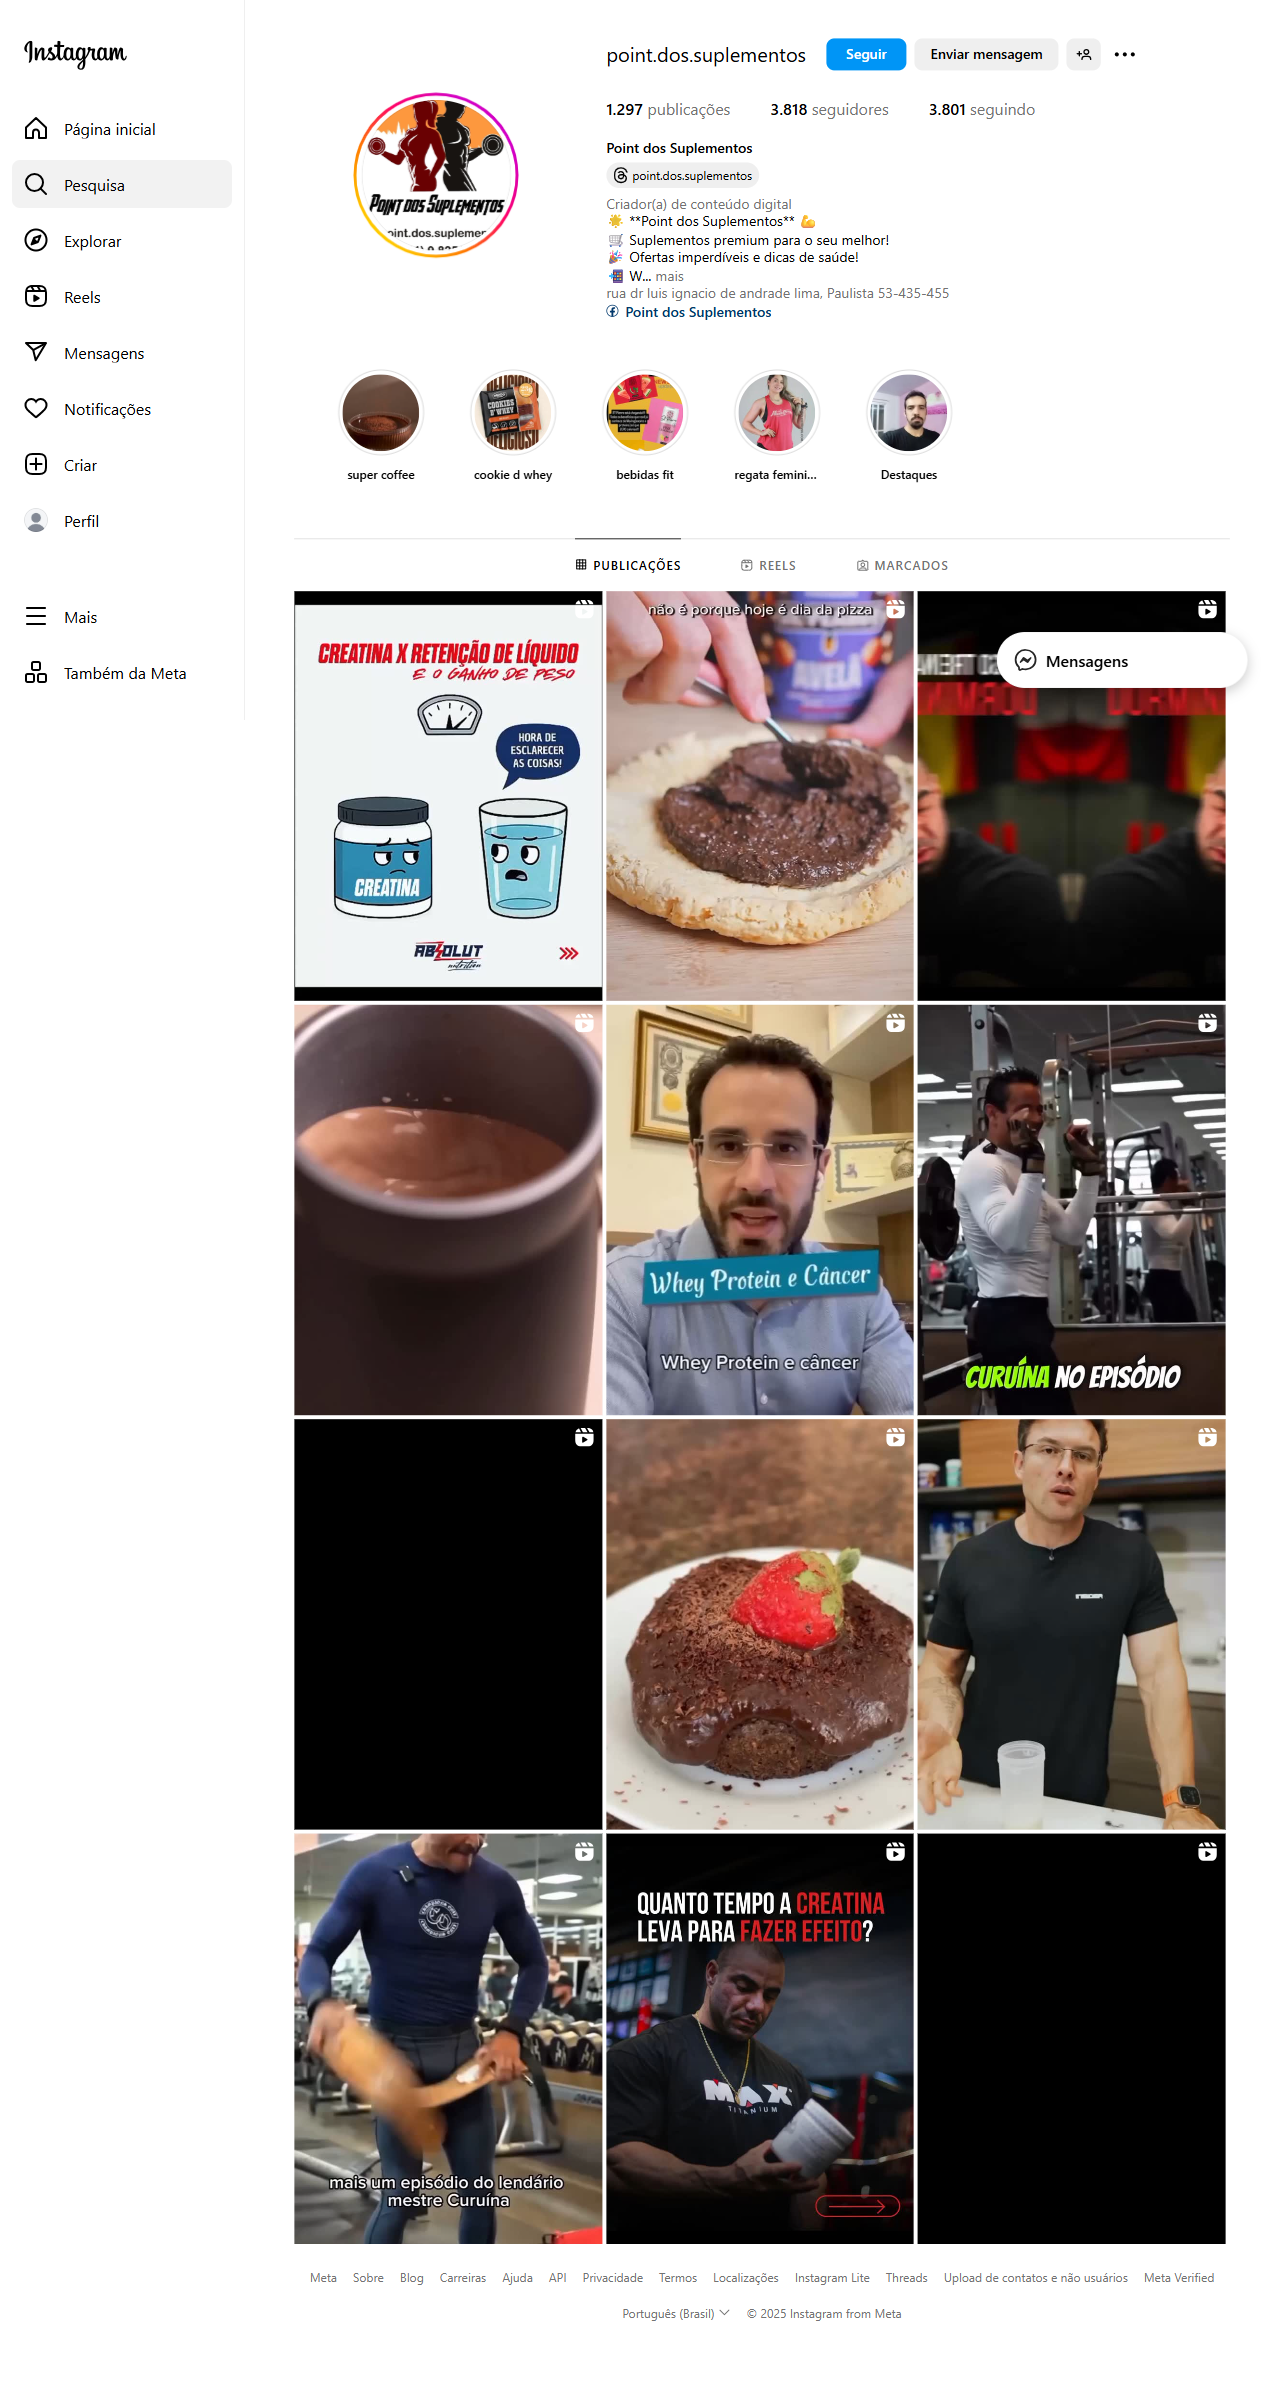 Instagram
Página inicial
Pesquisa
Explorar
Reels
Mensagens
Notificações
Criar
Perfil
Mais
Também da Meta
point.dos.suplementos
Seguir
Enviar mensagem
1.297 publicações
3.818 seguidores
3.801 seguindo
Point dos Suplementos
point.dos.suplementos
Criador(a) de conteúdo digital
🌟 **Point dos Suplementos** 💪
🛒 Suplementos premium para o seu melhor!
🎉 Ofertas imperdíveis e dicas de saúde!
📲 W... mais
rua dr luis ignacio de andrade lima, Paulista 53-435-455
Point dos Suplementos
POINT DOS SUPLEMENTOS
super coffee
COOKIES
D'WHEY
cookie d whey
bebidas fit
regata femini...
Destaques
PUBLICAÇÕES
REELS
MARCADOS
CREATINA X RETENÇÃO DE LÍQUIDO
E O GANHO DE PESO
HORA DE
ESCLARECER
AS COISAS!
CREATINA
ABSOLUT
nutrition
não é porque hoje é dia da pizza
AVELÃ
Mensagens
Whey Protein e Câncer
Whey Protein e câncer
CURUÍNA NO EPISÓDIO
mais um episódio do lendário
mestre Curuína
QUANTO TEMPO A CREATINA
LEVA PARA FAZER EFEITO?
MAX
TITANIUM
Meta
Sobre
Blog
Carreiras
Ajuda
API
Privacidade
Termos
Localizações
Instagram Lite
Threads
Upload de contatos e não usuários
Meta Verified
Português (Brasil)
© 2025 Instagram from Meta